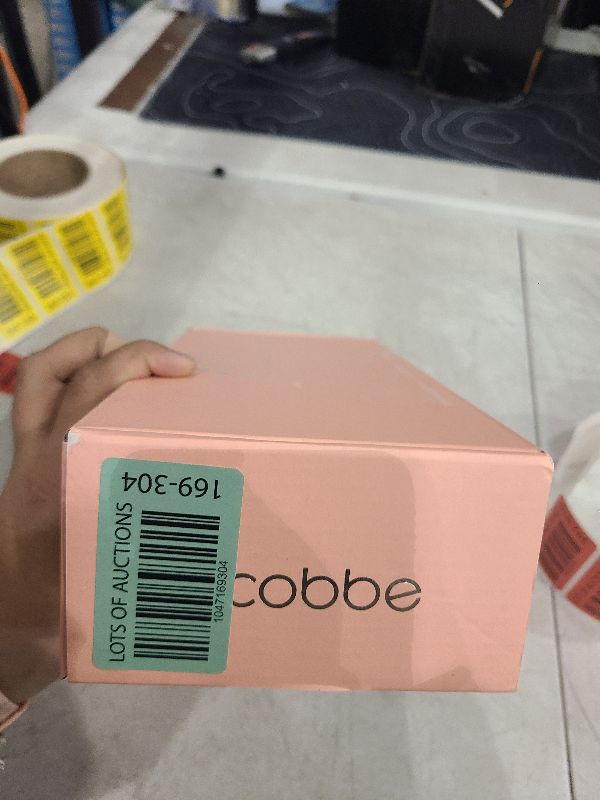 169-304
LOTS OF AUCTIONS
1047169304
cobbe